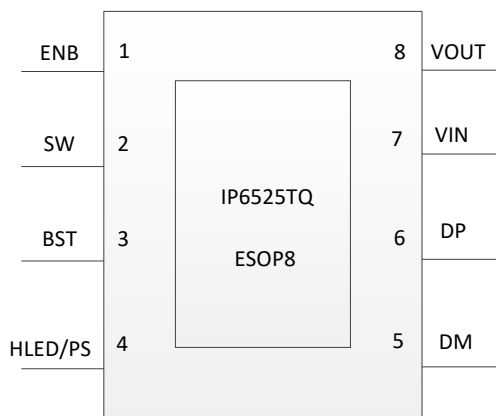 ENB 1 8 VOUT
SW 2 7 VIN
IP6525TQ
BST 3 6 DP
ESOP8
HLED/PS 4 5 DM